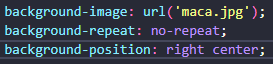 background-image: url('maca.jpg');
background-repeat: no-repeat;
background-position: right center;